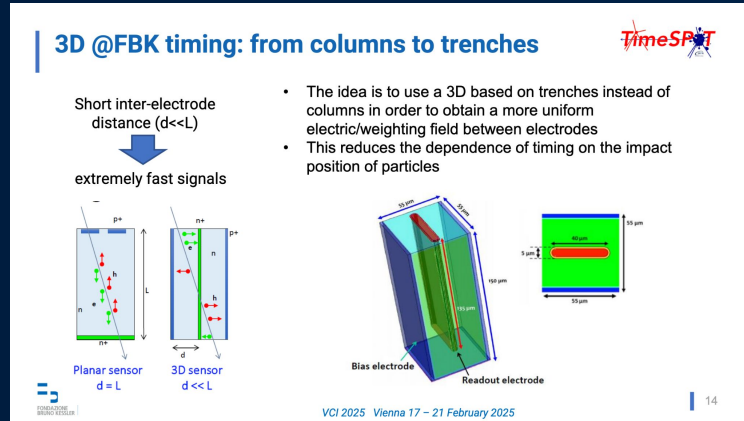 3D @FBK timing: from columns to trenches
TimeSPOT
Short inter-electrode
distance (d<<L)
extremely fast signals
• The idea is to use a 3D based on trenches instead of
columns in order to obtain a more uniform
electric/weighting field between electrodes
• This reduces the dependence of timing on the impact
position of particles
p+
h
e
n
n+
L
Planar sensor
d = L
n+
p+
e
n
h
d
3D sensor
d << L
55 µm
55 µm
150 µm
135 µm
Bias electrode
Readout electrode
40 µm
5 µm
55 µm
55 µm
FONDAZIONE
BRUNO KESSLER
VCI 2025 Vienna 17 – 21 February 2025
14